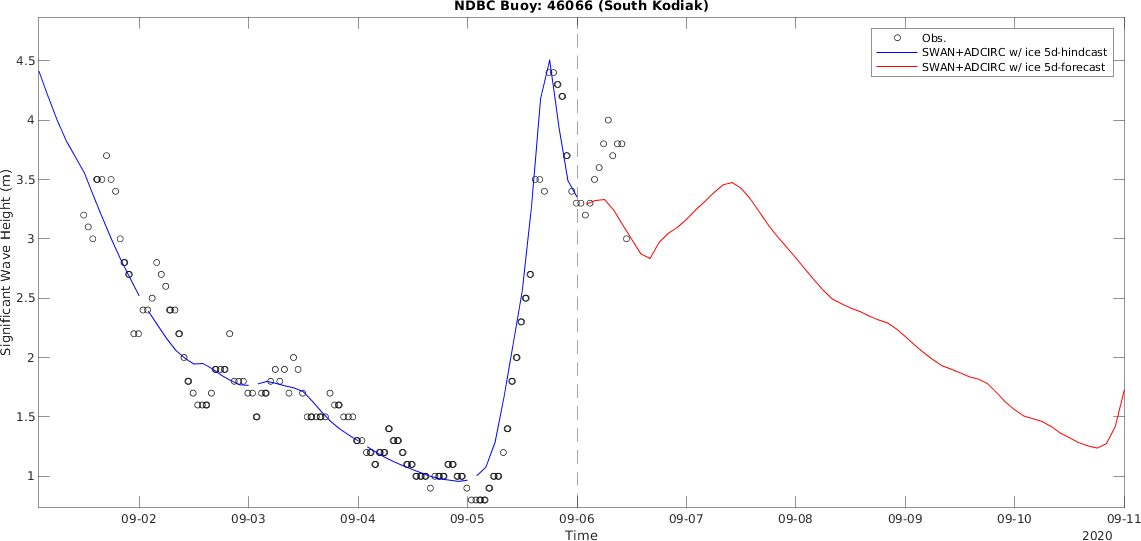 NDBC Buoy: 46066 (South Kodiak)
Obs.
SWAN+ADCIRC w/ ice 5d-hindcast
SWAN+ADCIRC w/ ice 5d-forecast
Significant Wave Height (m)
4.5
4
3.5
3
2.5
2
1.5
1
09-02 09-03 09-04 09-05 09-06 09-07 09-08 09-09 09-10 09-11
Time
2020